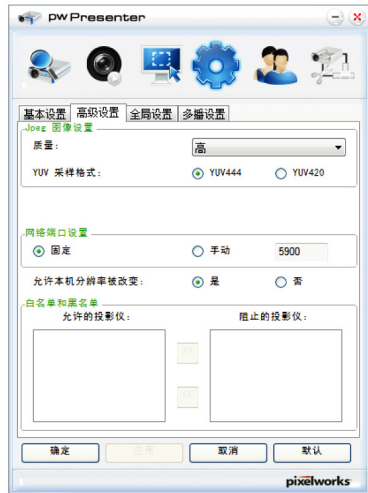 pwPresenter
基本设置 高级设置 全局设置 多播设置
Jpeg 图像设置
质量: 高
YUV 采样格式: YUV444 YUV420
网络端口设置
固定 手动 5900
允许本机分辨率被改变: 是 否
白名单和黑名单
允许的投影仪: 阻止的投影仪:
>>
<<
确定 应用 取消 默认
pixelworks